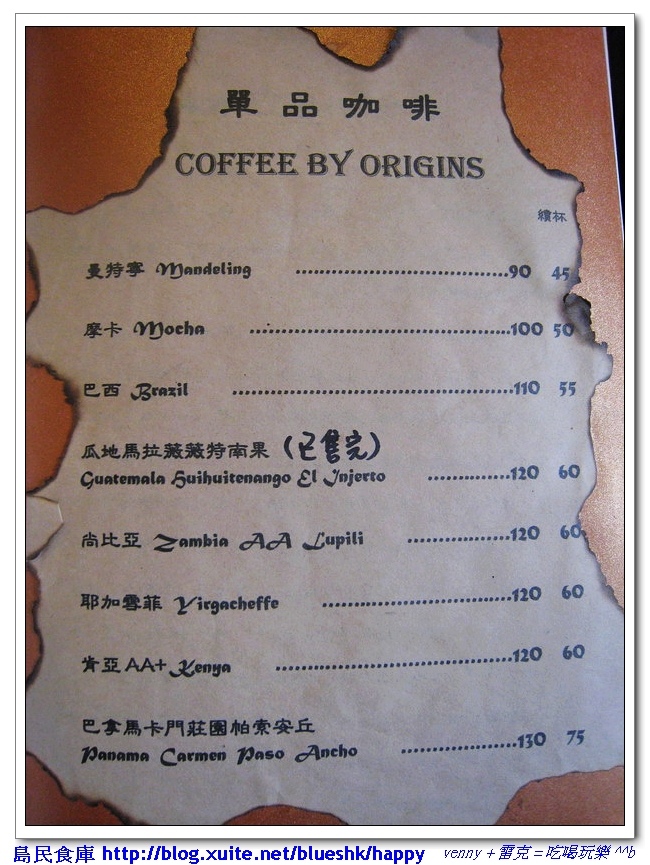 單品咖啡
COFFEE BY ORIGINS
續杯
曼特寧 Mandeling ........................................90 45
摩卡 Mocha ................................................100 50
巴西 Brazil ....................................................110 55
瓜地馬拉薇薇特南果 (已售完)
Guatemala Huihuitenango El Injerto ................120 60
尚比亞 Zambia AA Lupili ....................120 60
耶加雪菲 Yirgacheffe ....................................120 60
肯亞AA+ Kenya .............................................120 60
巴拿馬卡門莊園帕索安丘
Panama Carmen Paso Ancho ......................130 75
島民食庫 http://blog.xuite.net/blueshk/happy venny + 雷克 = 吃喝玩樂 ^^b